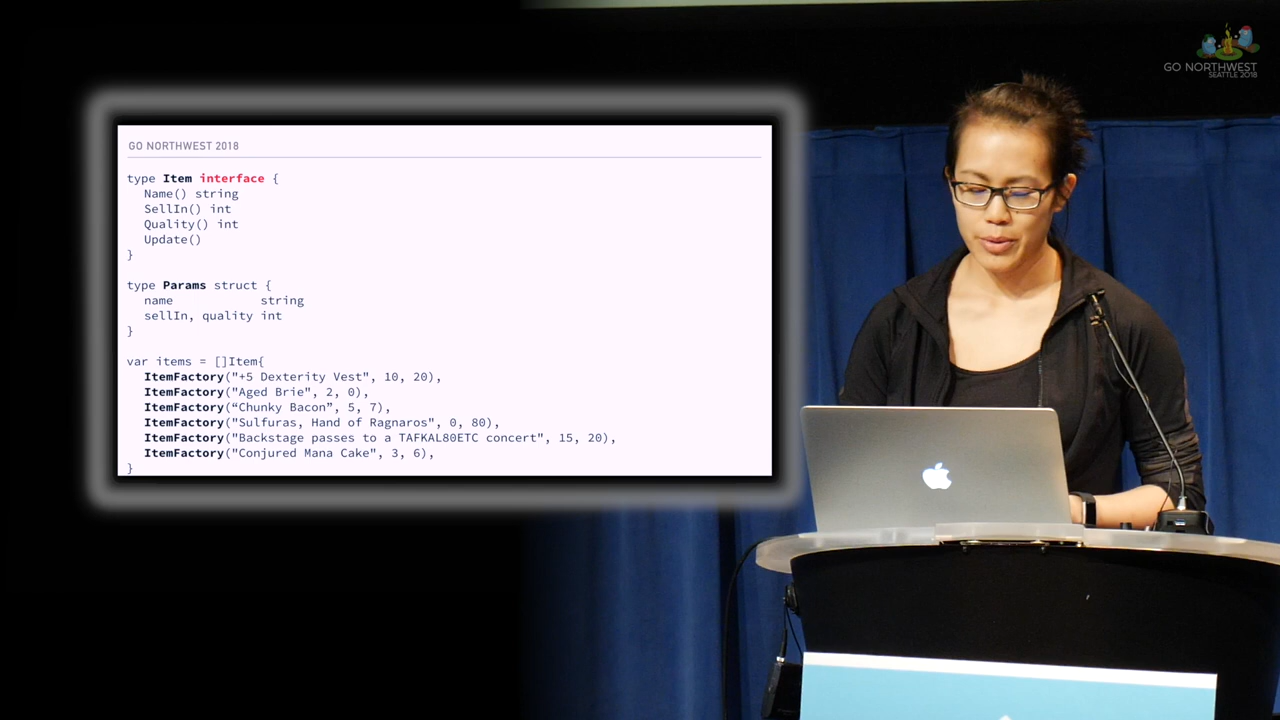 GO NORTHWEST
SEATTLE 2018
GO NORTHWEST 2018
type Item interface {
Name() string
SellIn() int
Quality() int
Update()
}
type Params struct {
name string
sellIn, quality int
}
var items = []Item{
ItemFactory("+5 Dexterity Vest", 10, 20),
ItemFactory("Aged Brie", 2, 0),
ItemFactory(“Chunky Bacon”, 5, 7),
ItemFactory("Sulfuras, Hand of Ragnaros", 0, 80),
ItemFactory("Backstage passes to a TAFKAL80ETC concert", 15, 20),
ItemFactory("Conjured Mana Cake", 3, 6),
}